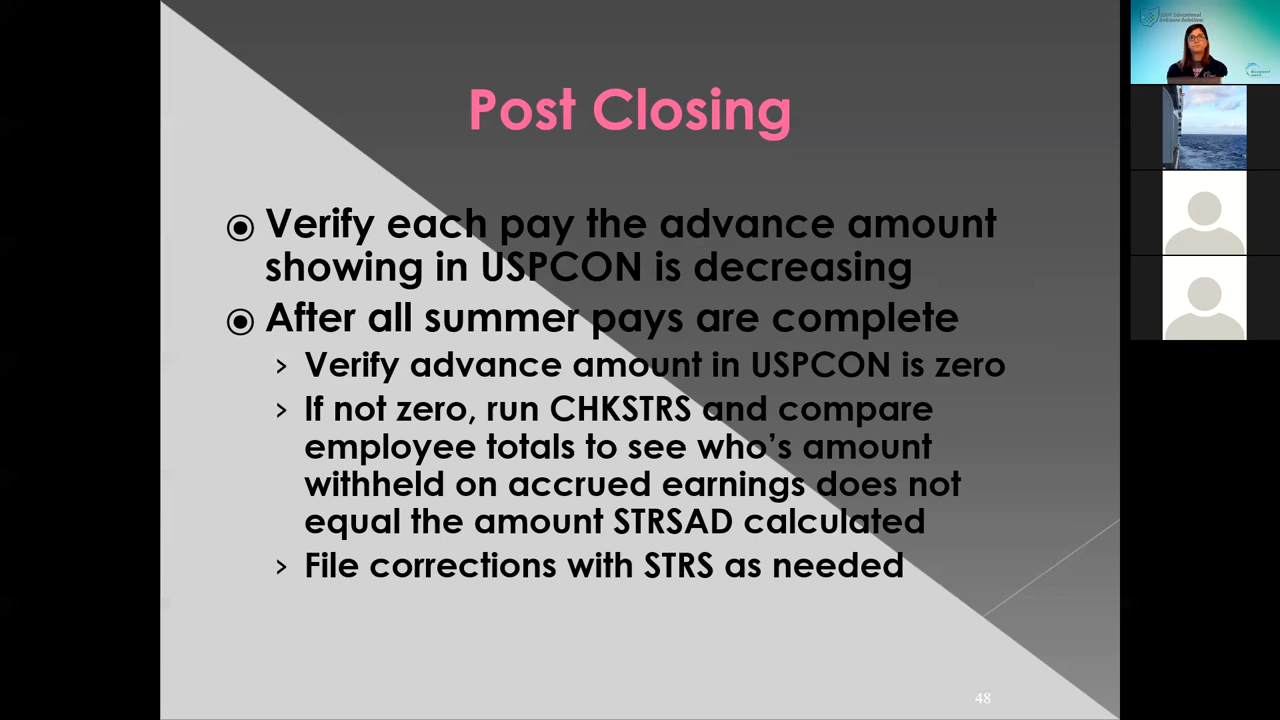 Post Closing
Verify each pay the advance amount
showing in USPCON is decreasing
After all summer pays are complete
› Verify advance amount in USPCON is zero
› If not zero, run CHKSTRS and compare
employee totals to see who’s amount
withheld on accrued earnings does not
equal the amount STRSAD calculated
› File corrections with STRS as needed
48